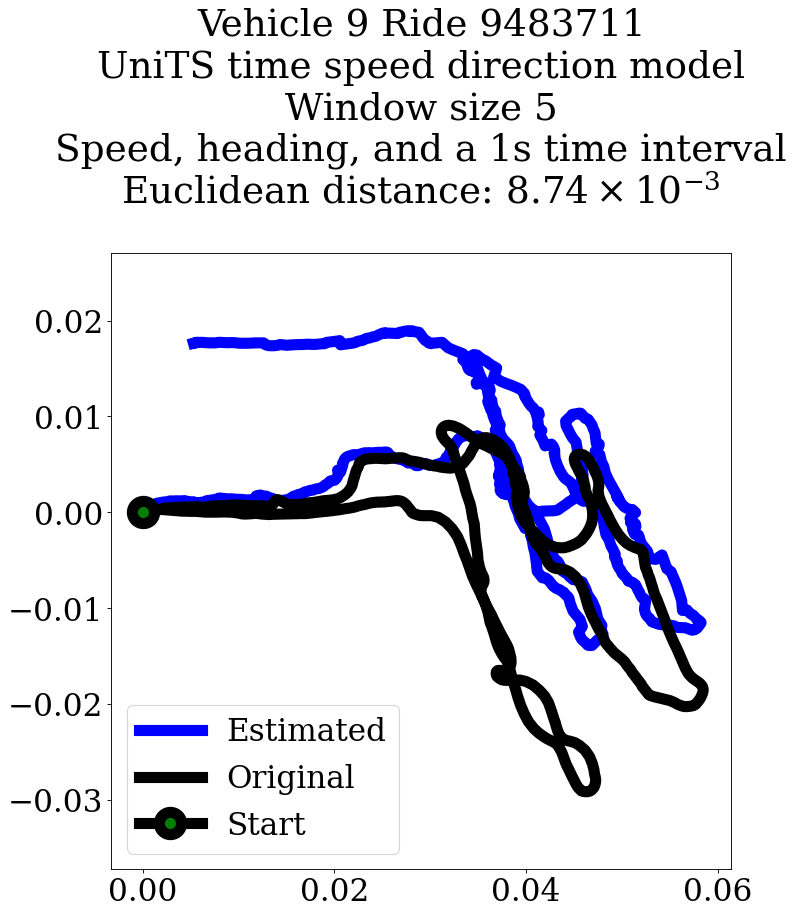 Vehicle 9 Ride 9483711
UniTS time speed direction model
Window size 5
Speed, heading, and a 1s time interval
Euclidean distance: 8.74 × 10⁻³
0.02
0.01
0.00
−0.01
−0.02
−0.03
Estimated
Original
Start
0.00 0.02 0.04 0.06